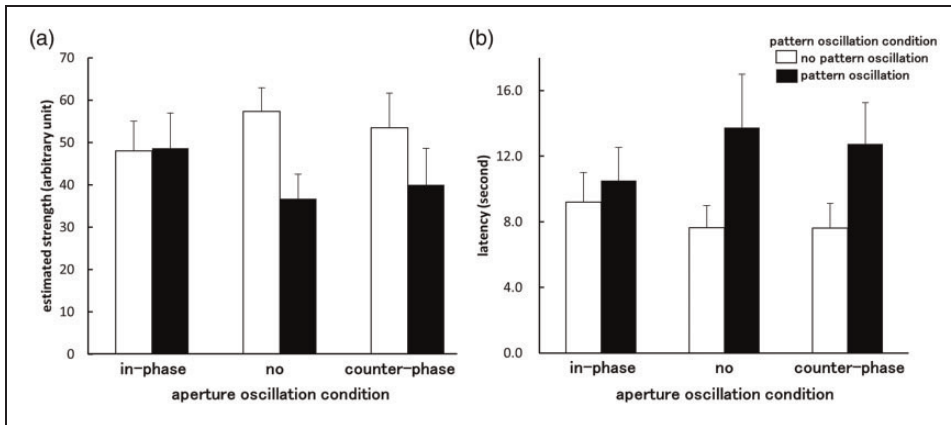 (a)
70
60
50
40
30
20
10
0
estimated strength (arbitrary unit)
in-phase no counter-phase
aperture oscillation condition
(b)
pattern oscillation condition
no pattern oscillation
pattern oscillation
16.0
12.0
8.0
4.0
0.0
latency (second)
in-phase no counter-phase
aperture oscillation condition